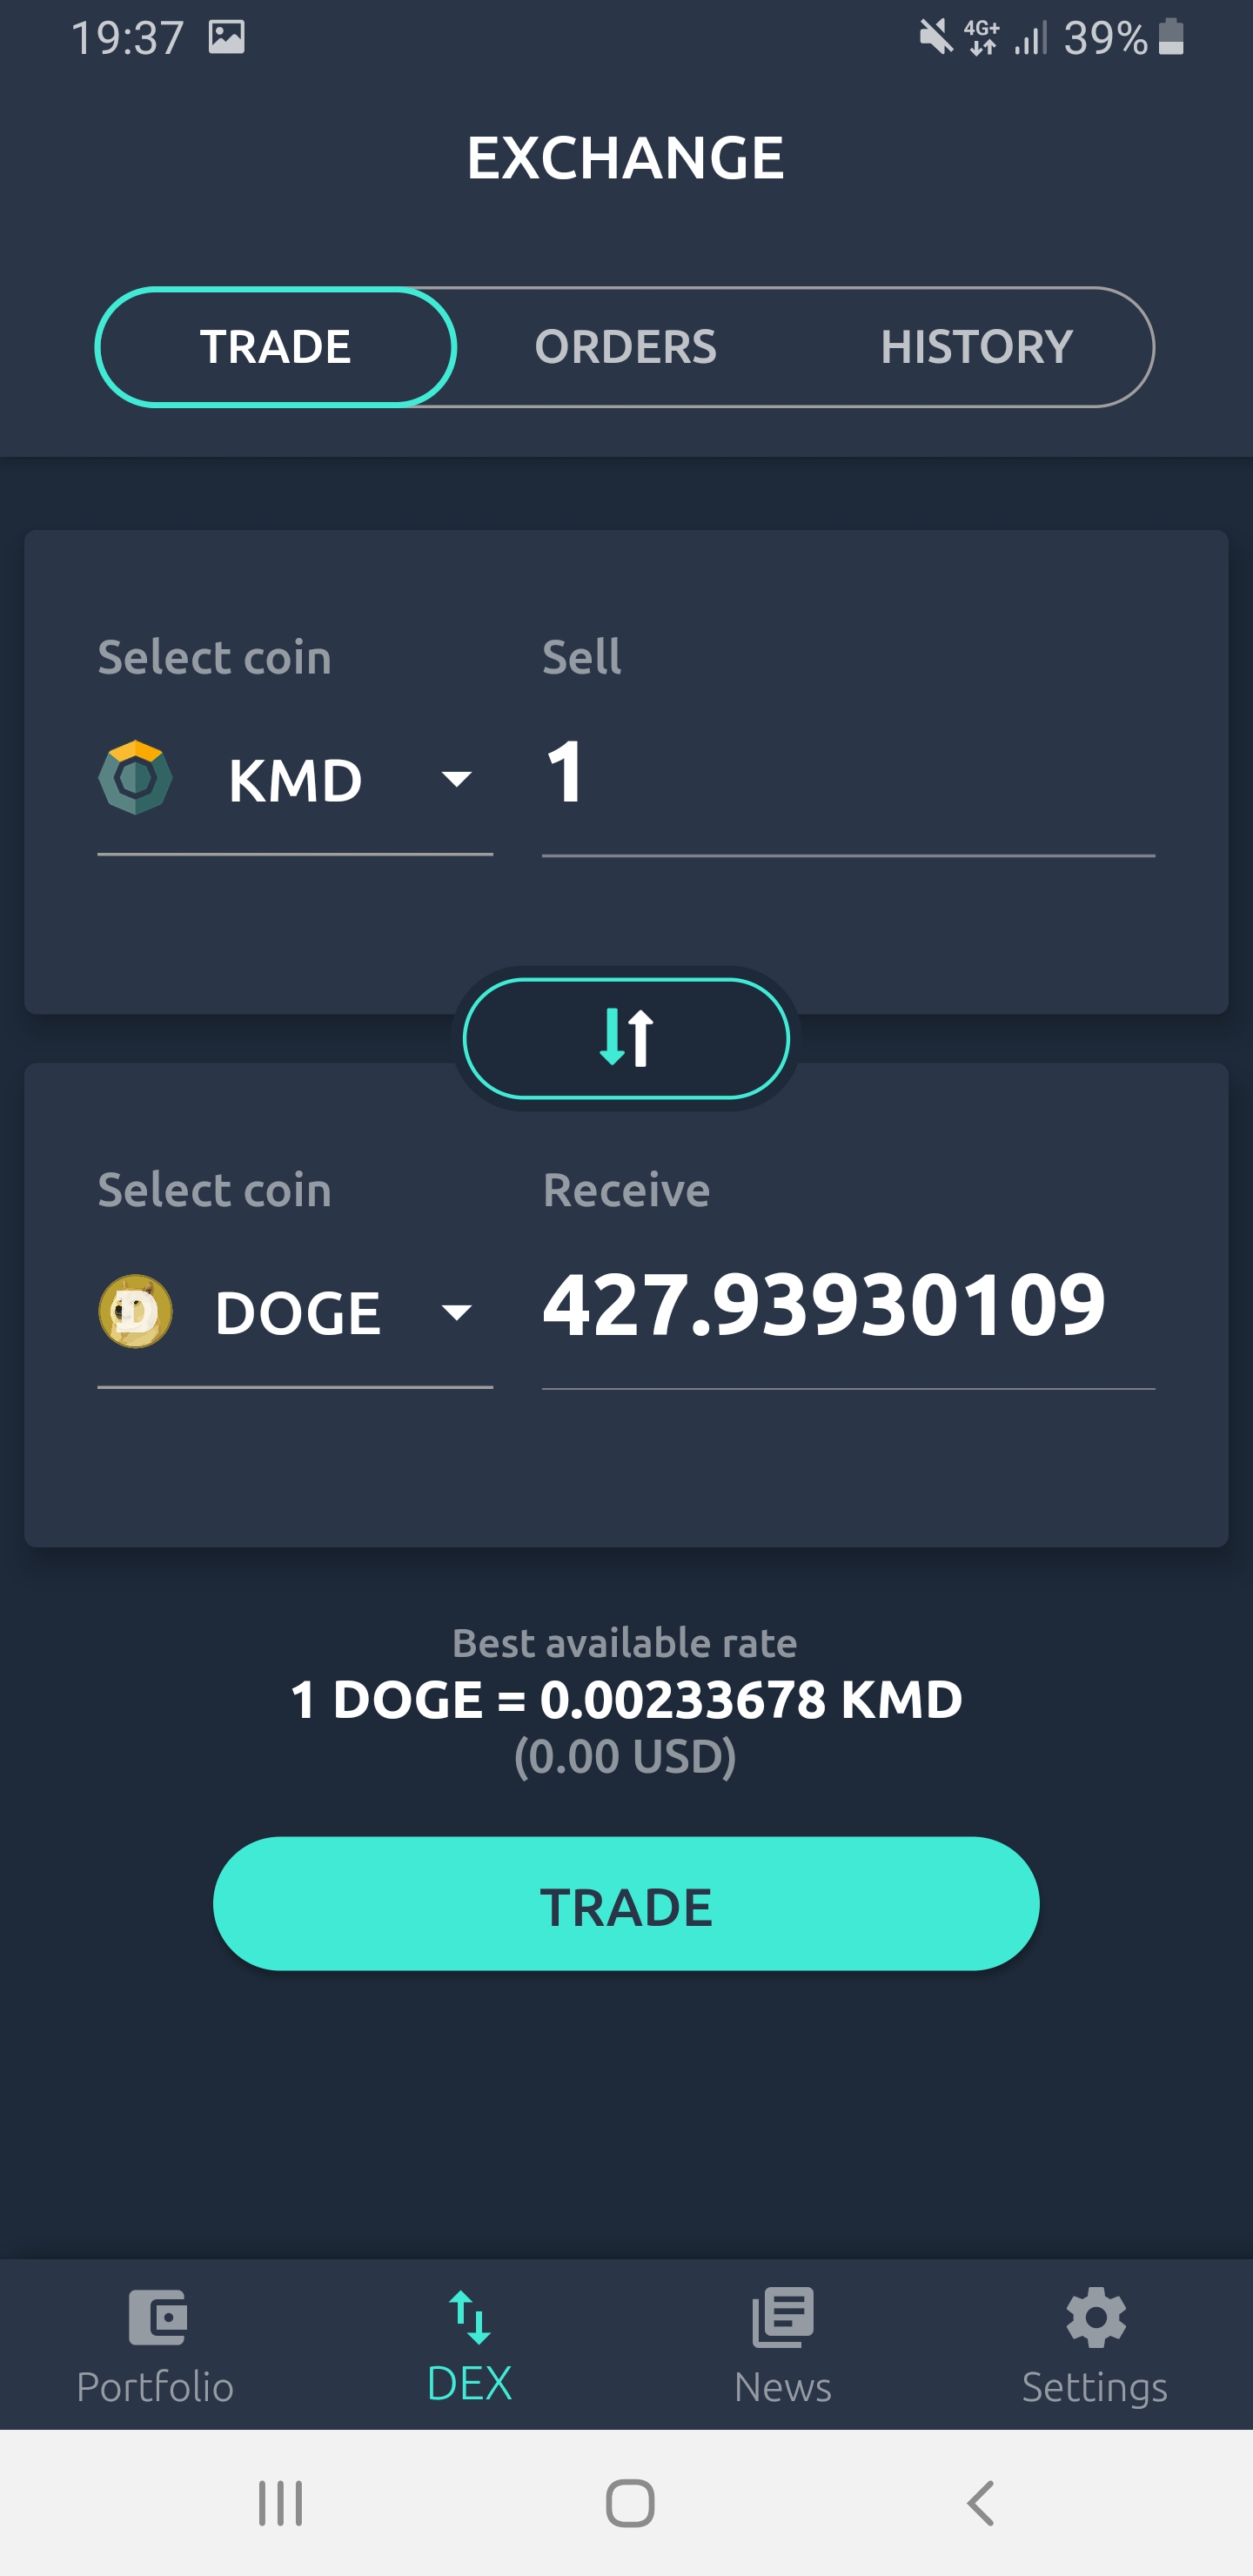 19:37 4G+ 39%
EXCHANGE
TRADE ORDERS HISTORY
Select coin Sell
KMD 1
Select coin Receive
D DOGE 427.93930109
Best available rate
1 DOGE = 0.00233678 KMD
(0.00 USD)
TRADE
Portfolio DEX News Settings